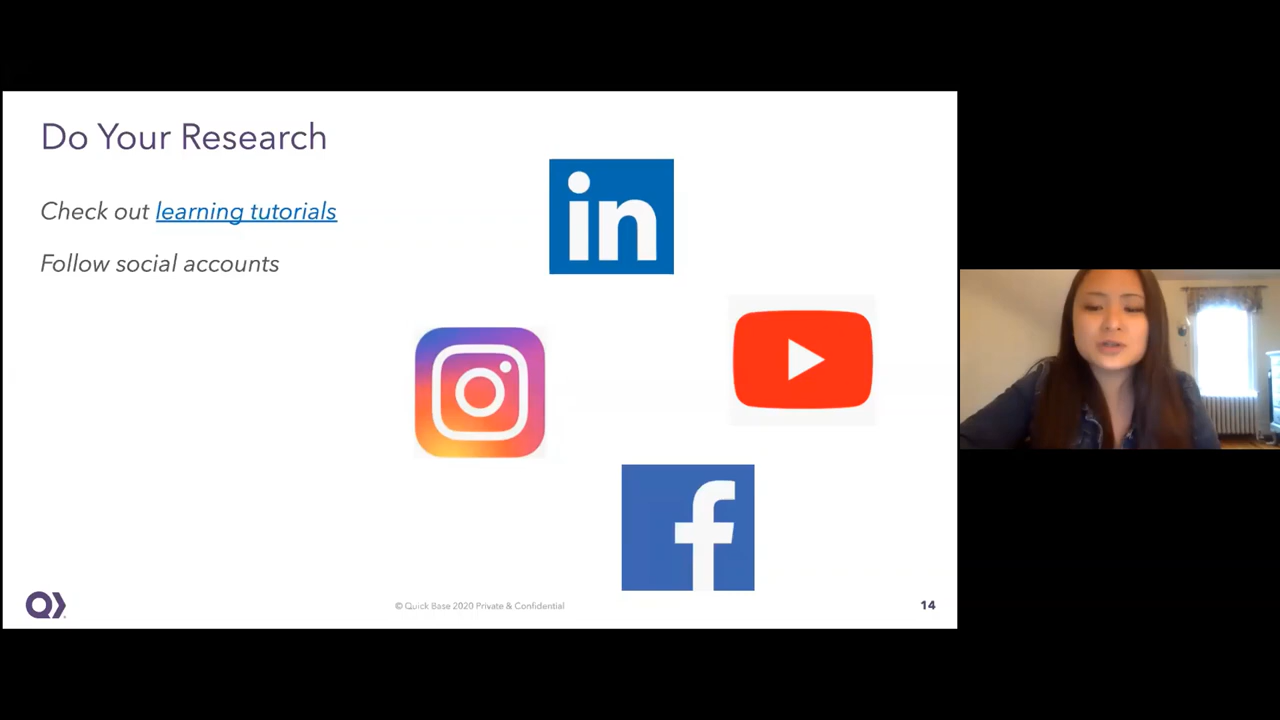 Do Your Research
Check out learning tutorials
Follow social accounts
in
f
© Quick Base 2020 Private & Confidential
14